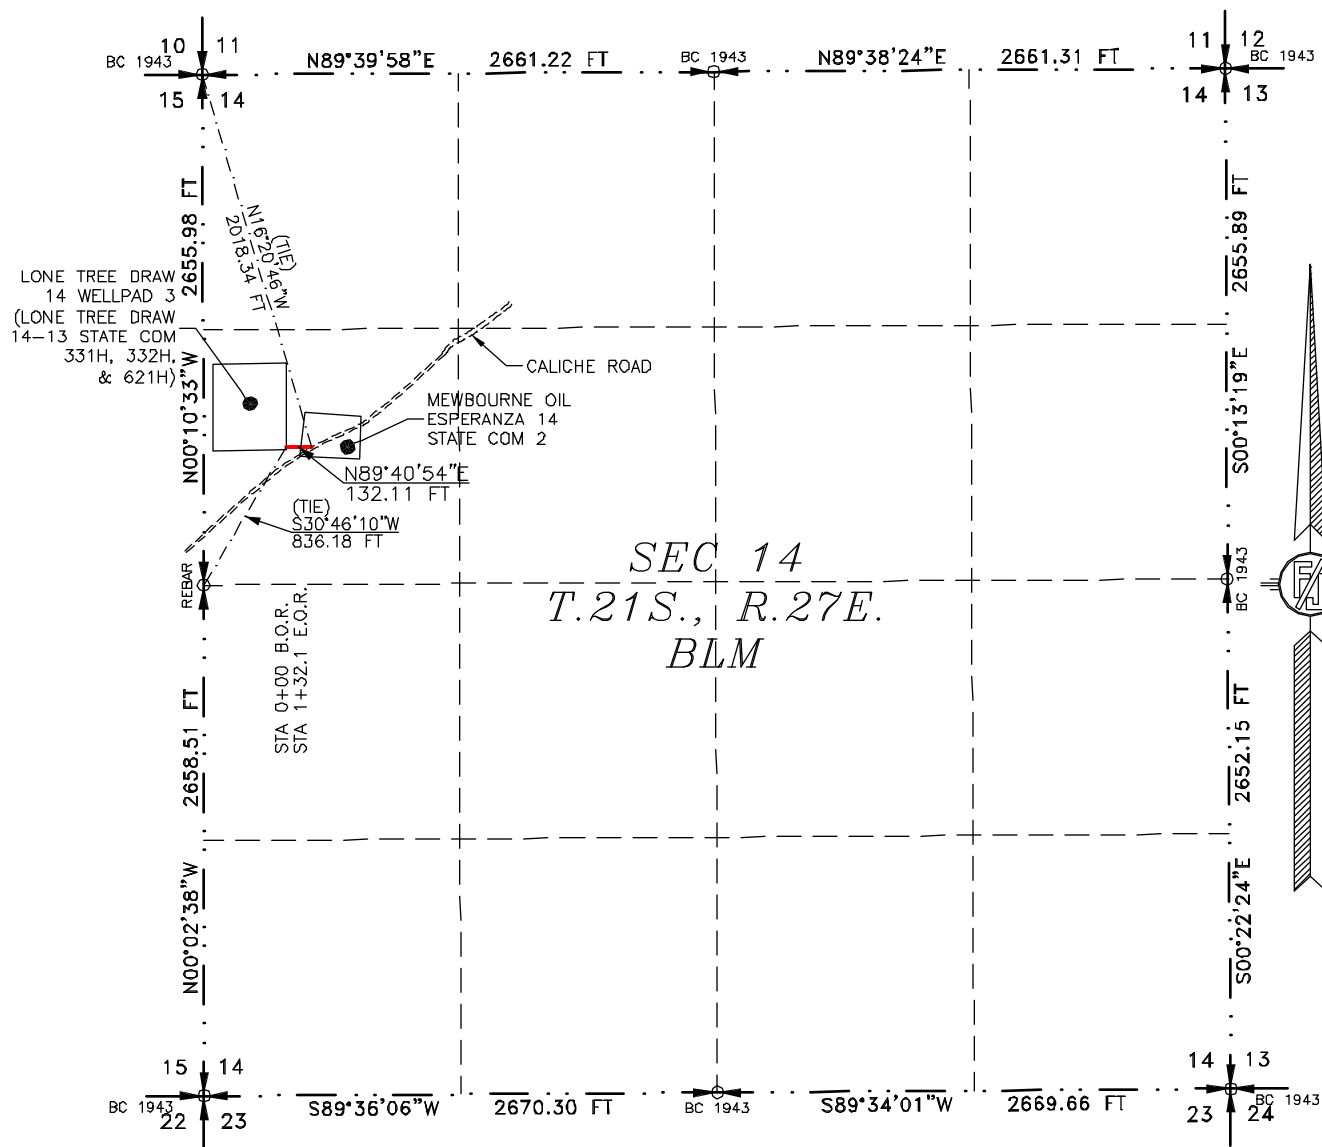 10 11
BC 1943
15 14
N89°39'58"E 2661.22 FT
BC 1943
N89°38'24"E 2661.31 FT
11 12
BC 1943
14 13
2655.98 FT
N00°10'33"W
(TIE)
N16°20'46"W
2018.34 FT
2655.89 FT
S00°13'19"E
LONE TREE DRAW
14 WELLPAD 3
(LONE TREE DRAW
14-13 STATE COM
331H, 332H,
& 621H)
CALICHE ROAD
MEWBOURNE OIL
ESPERANZA 14
STATE COM 2
N89°40'54"E
132.11 FT
(TIE)
S30°46'10"W
836.18 FT
REBAR
BC 1943
SEC 14
T.21S., R.27E.
BLM
STA 0+00 B.O.R.
STA 1+32.1 E.O.R.
2658.51 FT
N00°02'38"W
2652.15 FT
S00°22'24"E
15 14
BC 1943
22 23
S89°36'06"W 2670.30 FT
BC 1943
S89°34'01"W 2669.66 FT
14 13
BC 1943
23 24